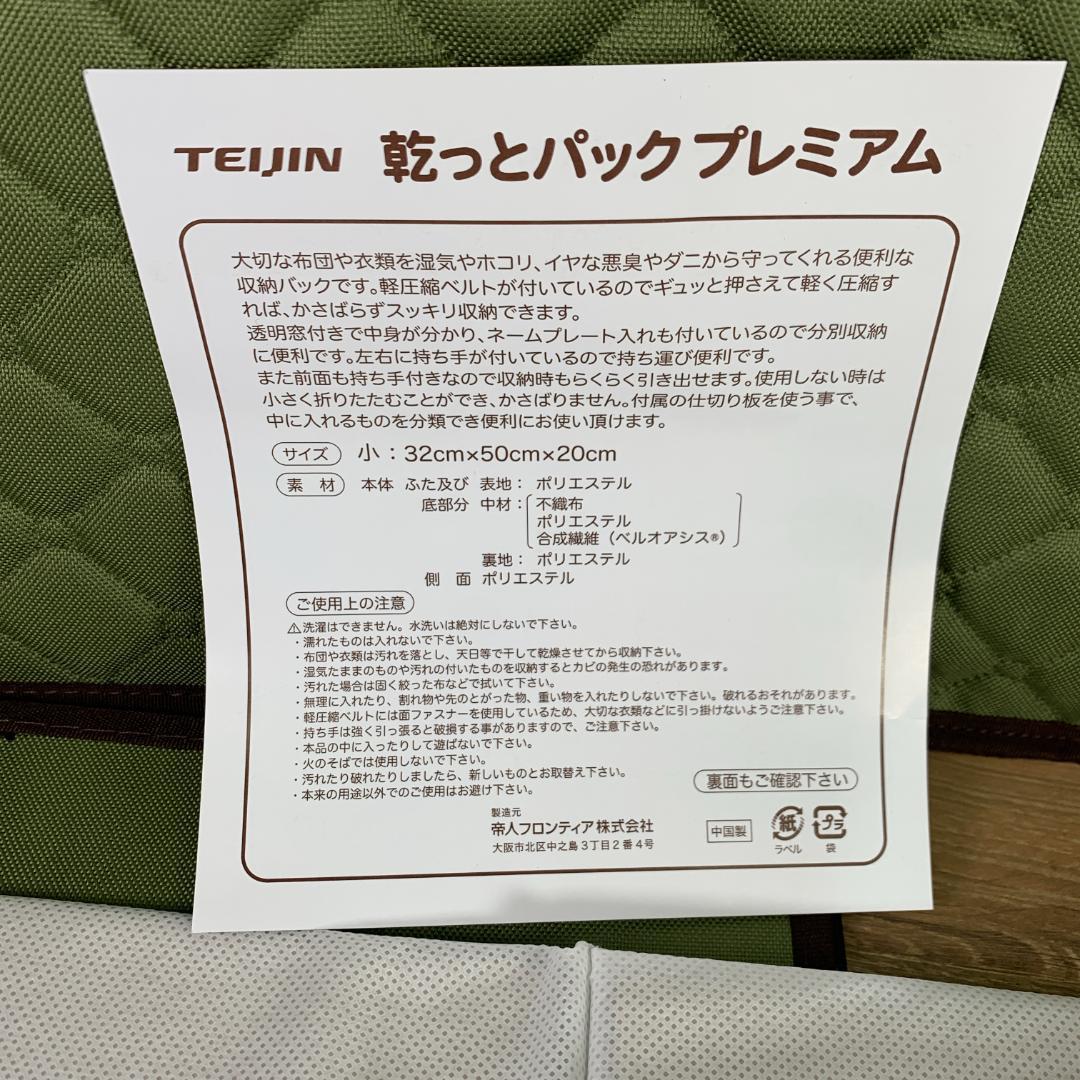 TEIJIN 乾っとパックプレミアム
大切な布団や衣類を湿気やホコリ、イヤな悪臭やダニから守ってくれる便利な
収納パックです。軽圧縮ベルトが付いているのでギュッと押さえて軽く圧縮す
れば、かさばらずスッキリ収納できます。
透明窓付きで中身が分かり、ネームプレート入れも付いているので分別収納
に便利です。左右に持ち手が付いているので持ち運び便利です。
また前面も持ち手付きなので収納時もらくらく引き出せます。使用しない時は
小さく折りたたむことができ、かさばりません。付属の仕切り板を使う事で、
中に入れるものを分類でき便利にお使い頂けます。
サイズ 小：32cm×50cm×20cm
素材 本体 ふた及び 表地： ポリエステル
底部分 中材： 不織布
ポリエステル
合成繊維（ベルオアシス®）
裏地： ポリエステル
側 面 ポリエステル
ご使用上の注意
⚠洗濯はできません。水洗いは絶対にしないで下さい。
・濡れたものは入れないで下さい。
・布団や衣類は汚れを落とし、天日等で干して乾燥させてから収納下さい。
・湿気たままのものや汚れの付いたものを収納するとカビの発生の恐れがあります。
・汚れた場合は固く絞った布などで拭いて下さい。
・無理に入れたり、割れ物や先のとがった物、重い物を入れたりしないで下さい。破れるおそれがあります。
・軽圧縮ベルトには面ファスナーを使用しているため、大切な衣類などに引っ掛けないようご注意下さい。
・持ち手は強く引っ張ると破損する事がありますので、ご注意下さい。
・本品の中に入ったりして遊ばないで下さい。
・火のそばでは使用しないで下さい。
・汚れたり破れたりしましたら、新しいものとお取替え下さい。
・本来の用途以外でのご使用はお避け下さい。
裏面もご確認下さい
製造元
帝人フロンティア株式会社
大阪市北区中之島3丁目2番4号
中国製
紙 プラ
ラベル 袋